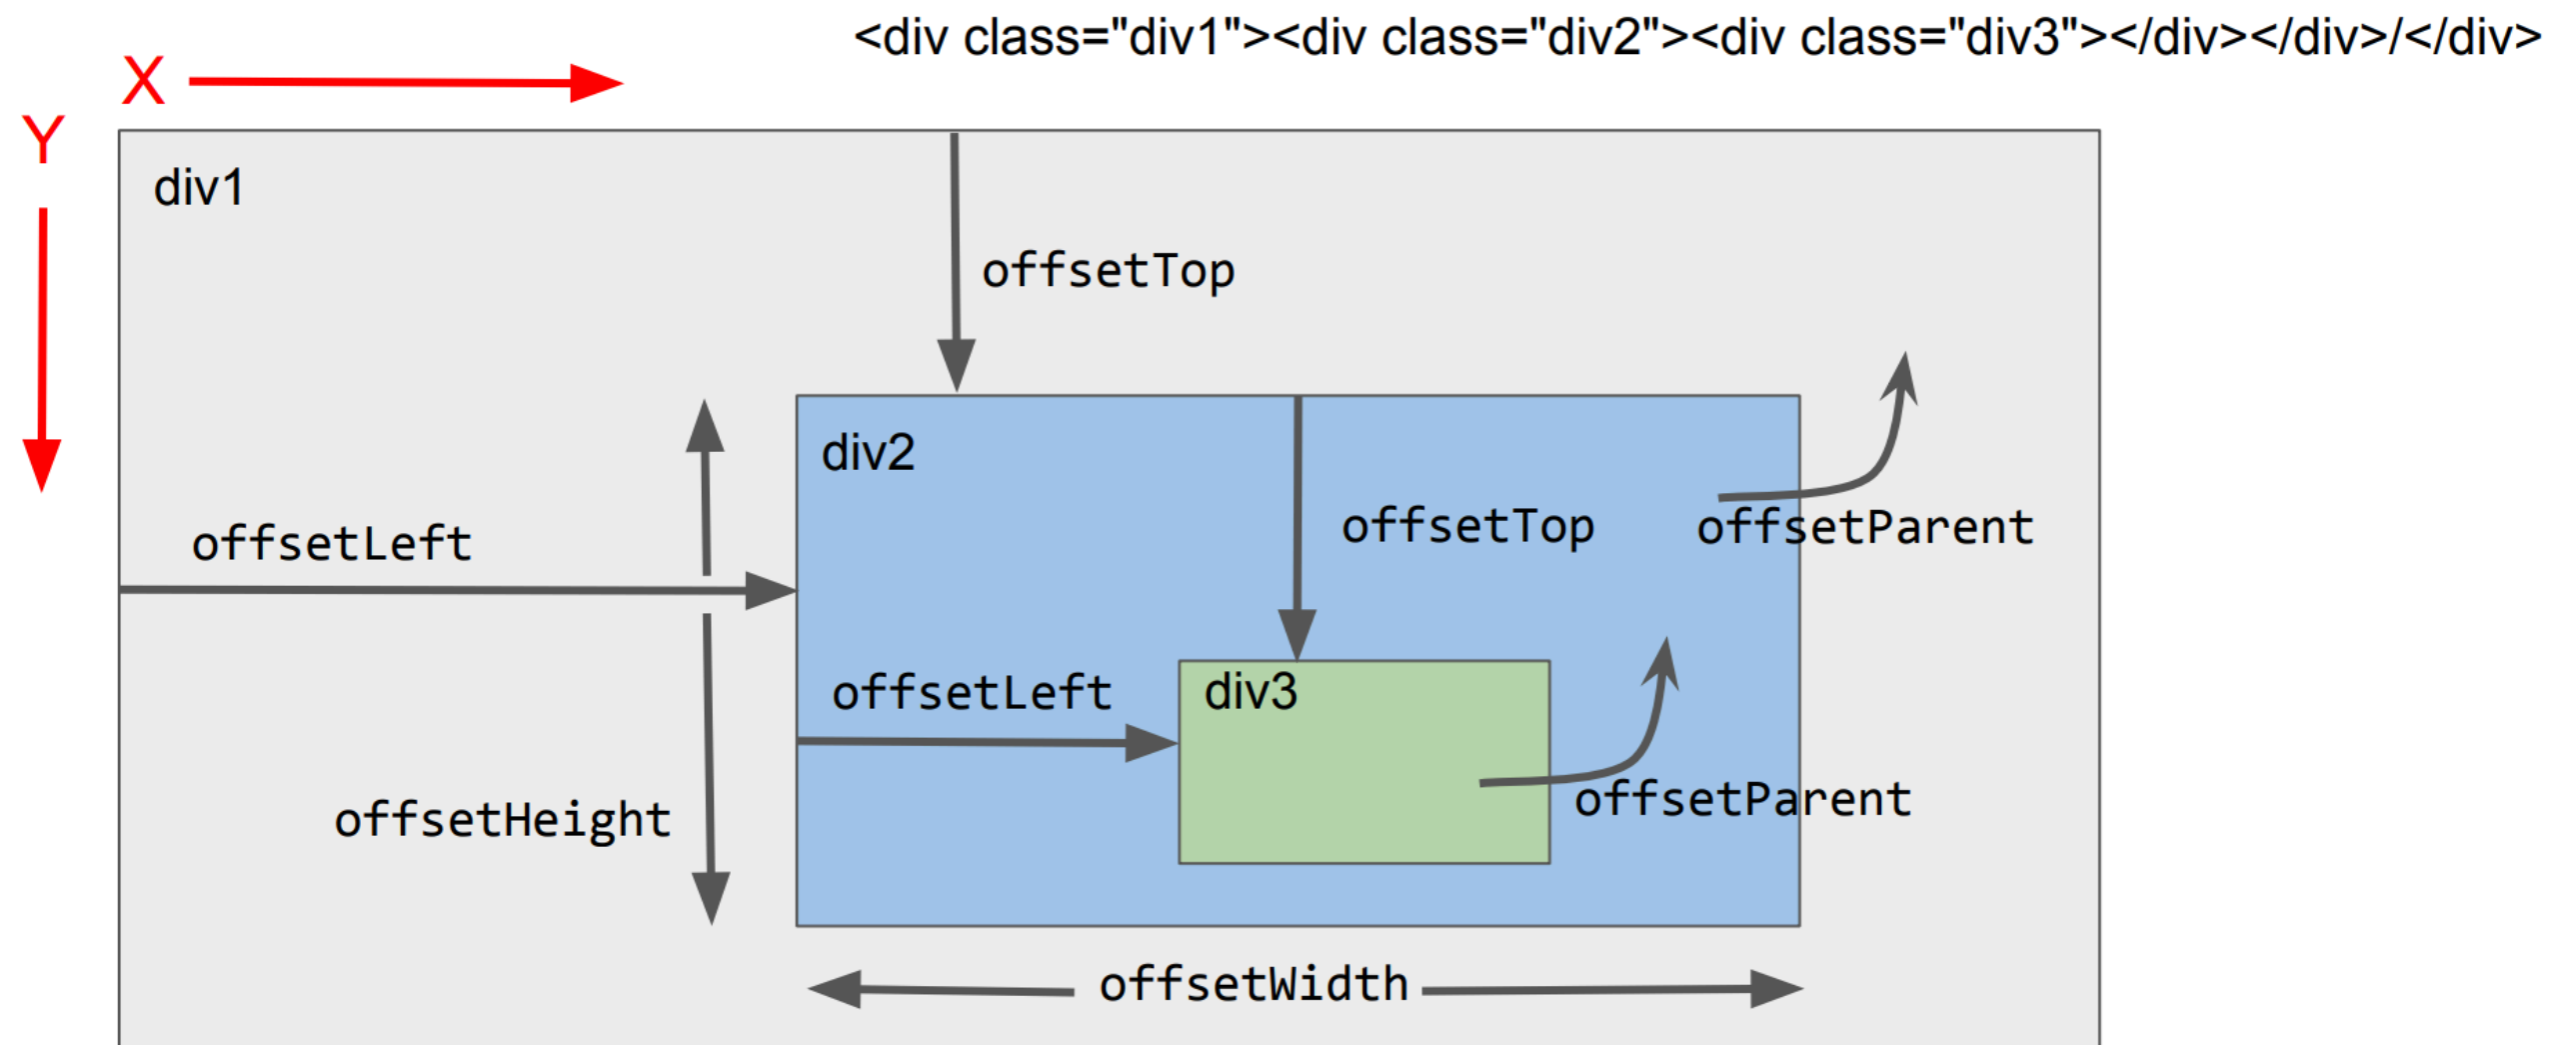 <div class="div1"><div class="div2"><div class="div3"></div></div>/</div>
X
Y
div1
offsetTop
div2
offsetTop
offsetParent
offsetLeft
offsetLeft
div3
offsetParent
offsetHeight
offsetWidth